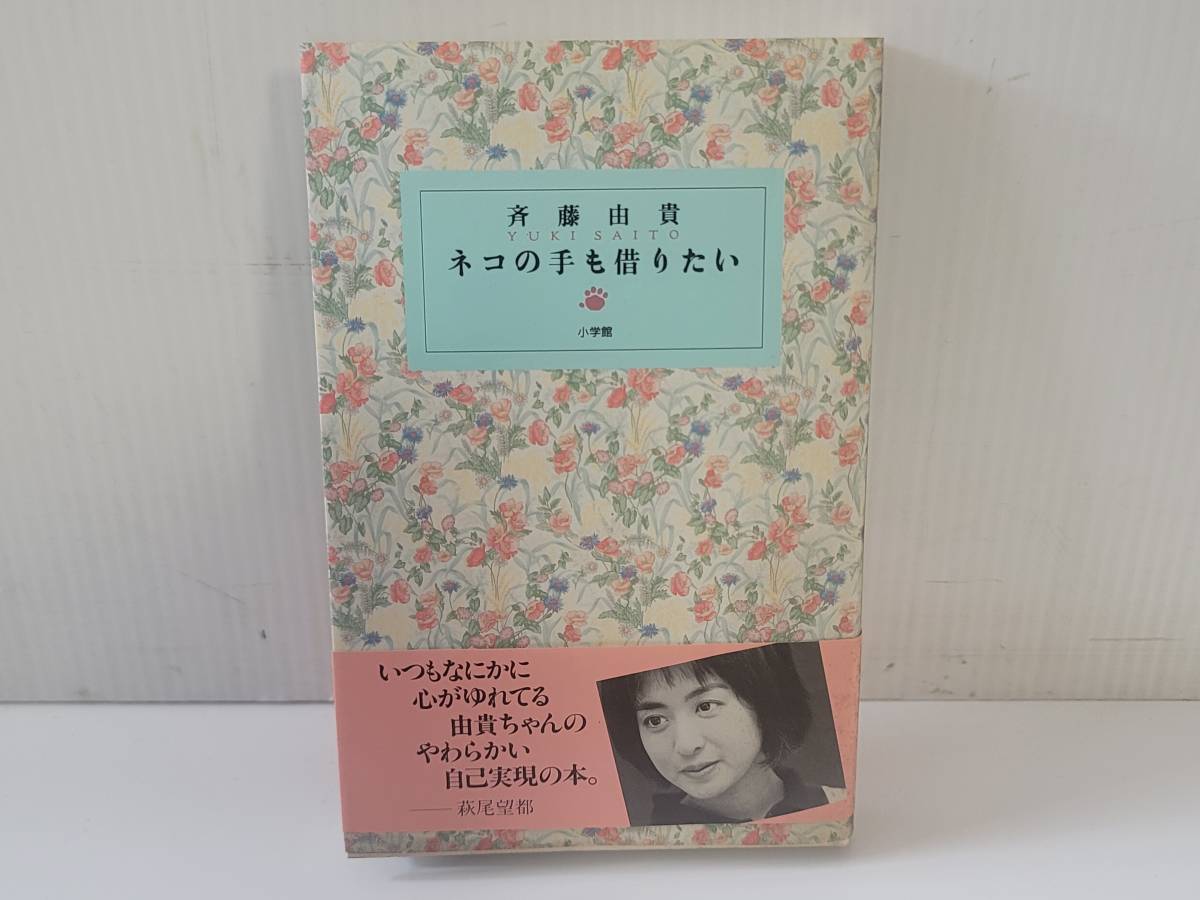 斉藤由貴
YUKI SAITO
ネコの手も借りたい
小学館
いつもなにかに
心がゆれてる
由貴ちゃんの
やわらかい
自己実現の本。
——萩尾望都